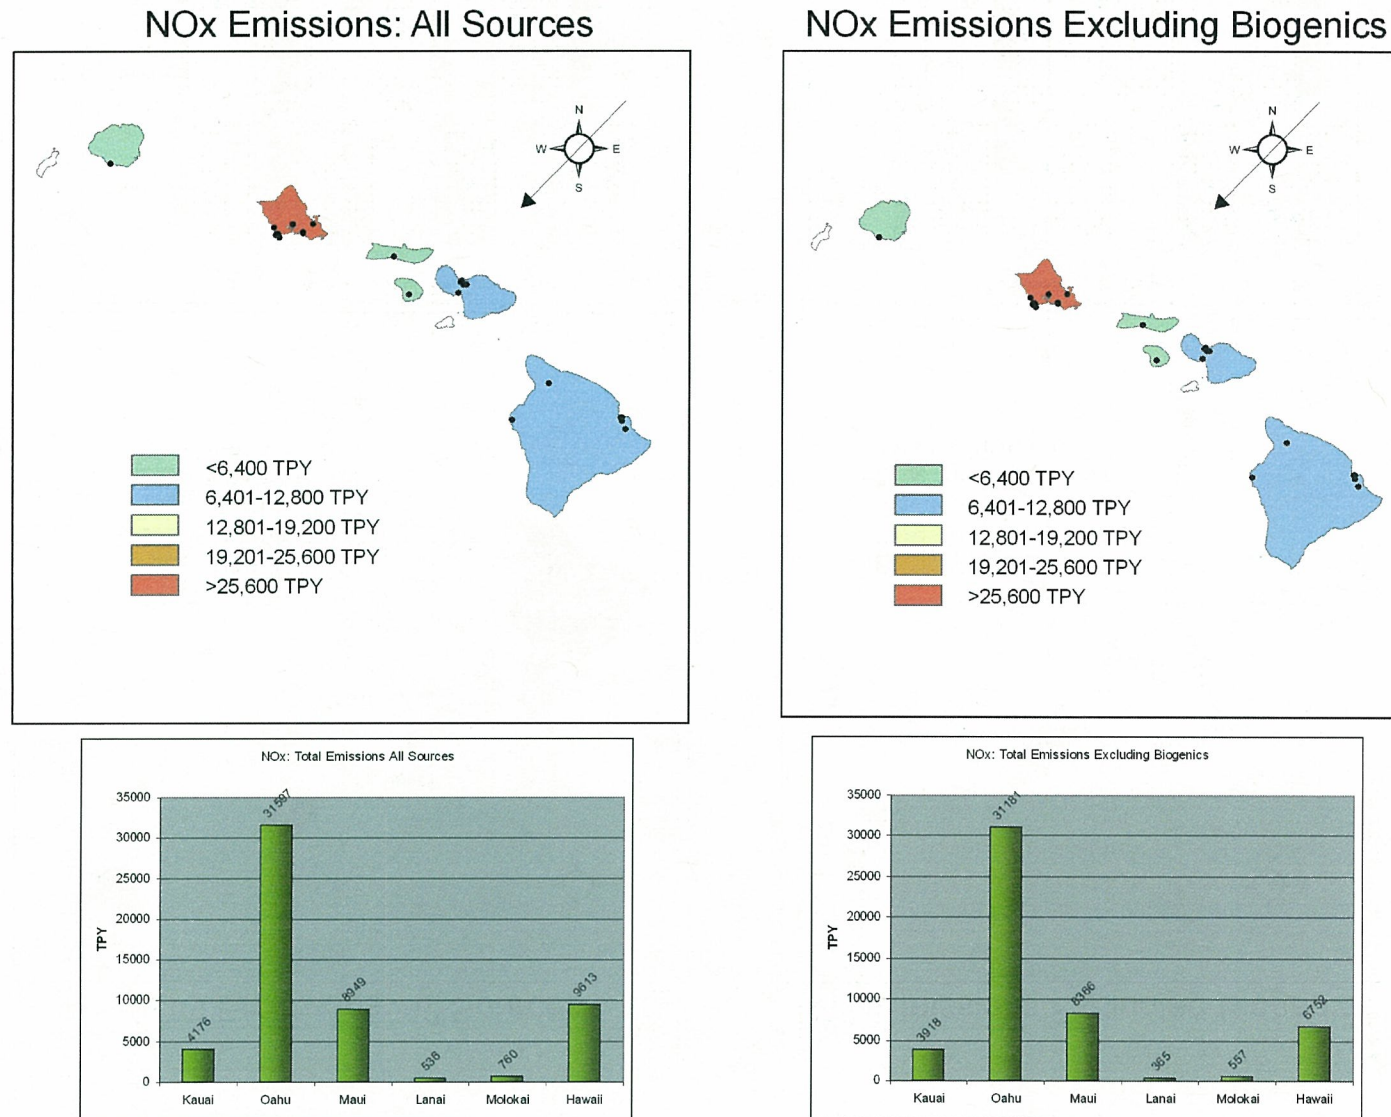 NOx Emissions: All Sources
N
W
E
S
<6,400 TPY
6,401-12,800 TPY
12,801-19,200 TPY
19,201-25,600 TPY
>25,600 TPY
NOx: Total Emissions All Sources
TPY
35000
30000
25000
20000
15000
10000
5000
0
4176
31597
8949
536
760
9613
Kauai
Oahu
Maui
Lanai
Molokai
Hawaii
NOx Emissions Excluding Biogenics
N
W
E
S
<6,400 TPY
6,401-12,800 TPY
12,801-19,200 TPY
19,201-25,600 TPY
>25,600 TPY
NOx: Total Emissions Excluding Biogenics
TPY
35000
30000
25000
20000
15000
10000
5000
0
3918
31181
8386
365
557
6752
Kauai
Oahu
Maui
Lanai
Molokai
Hawaii